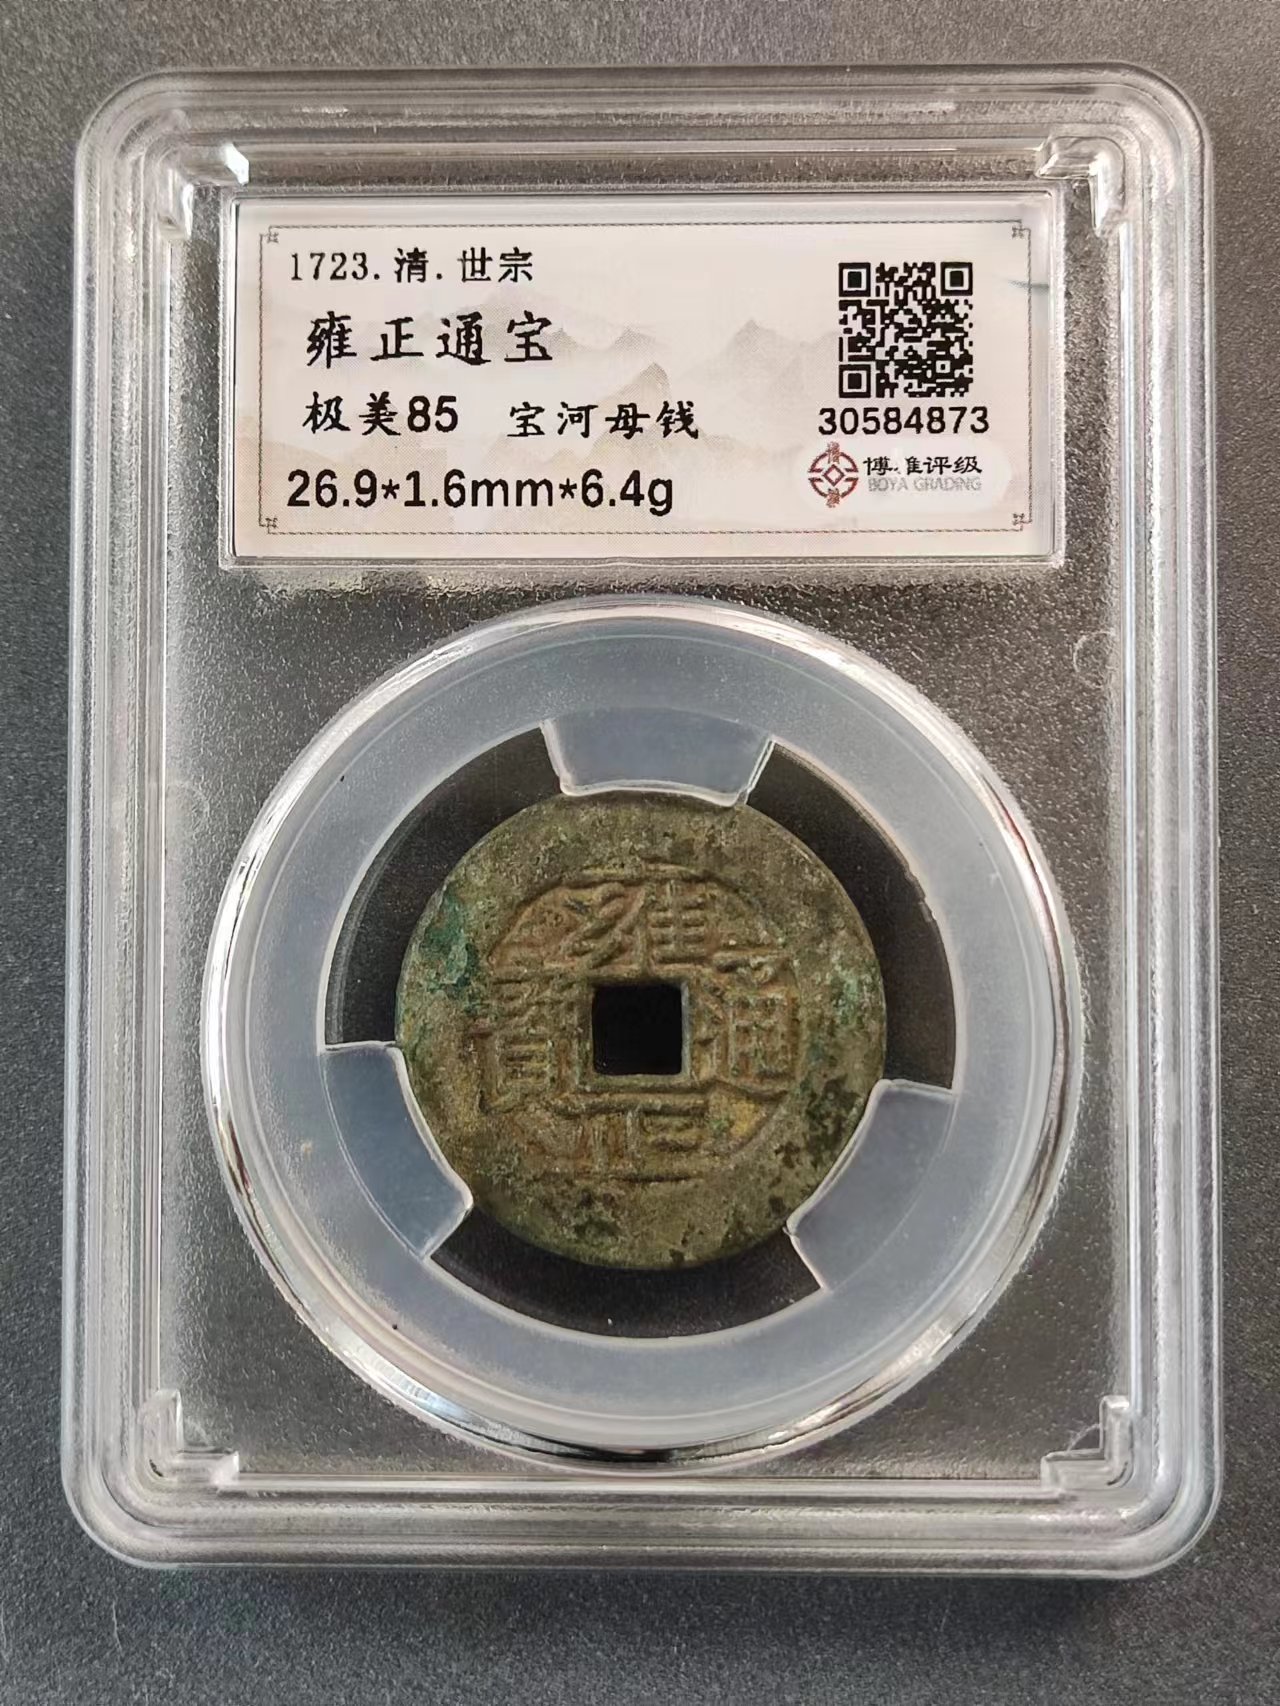 1723.清.世宗
雍正通宝
极美85 宝河母钱
26.9*1.6mm*6.4g
30584873
博雅评级
BOYA GRADING
雍正通寶